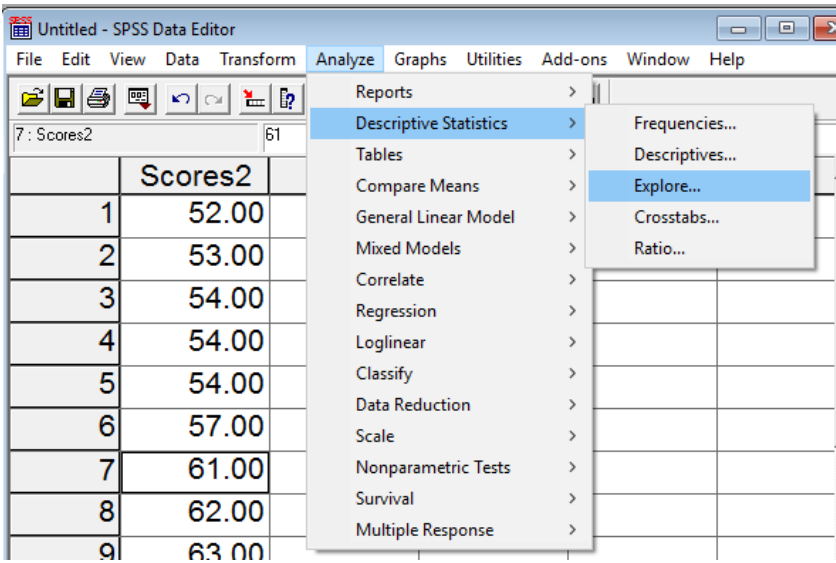 Untitled - SPSS Data Editor
File Edit View Data Transform Analyze Graphs Utilities Add-ons Window Help
7 : Scores2 61
Scores2
1 52.00
2 53.00
3 54.00
4 54.00
5 54.00
6 57.00
7 61.00
8 62.00
9 63.00
Reports
Descriptive Statistics
Tables
Compare Means
General Linear Model
Mixed Models
Correlate
Regression
Loglinear
Classify
Data Reduction
Scale
Nonparametric Tests
Survival
Multiple Response
Frequencies...
Descriptives...
Explore...
Crosstabs...
Ratio...